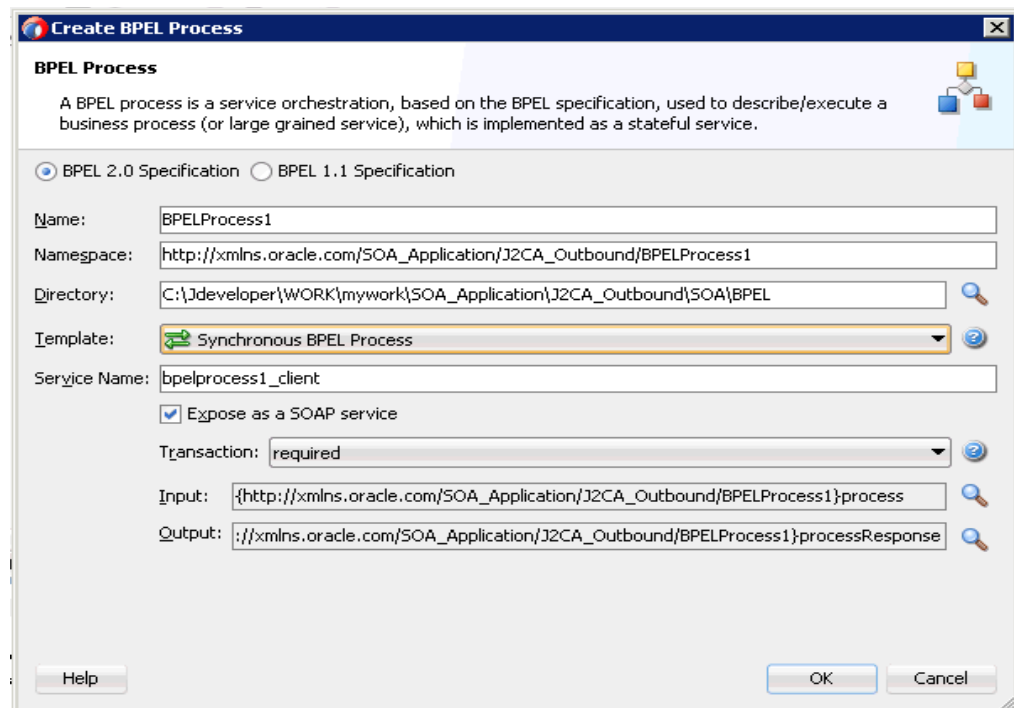 Create BPEL Process
BPEL Process
A BPEL process is a service orchestration, based on the BPEL specification, used to describe/execute a
business process (or large grained service), which is implemented as a stateful service.
BPEL 2.0 Specification BPEL 1.1 Specification
Name: BPELProcess1
Namespace: http://xmlns.oracle.com/SOA_Application/J2CA_Outbound/BPELProcess1
Directory: C:\Jdeveloper\WORK\mywork\SOA_Application\J2CA_Outbound\SOA\BPEL
Template: Synchronous BPEL Process
Service Name: bpelprocess1_client
Expose as a SOAP service
Transaction: required
Input: {http://xmlns.oracle.com/SOA_Application/J2CA_Outbound/BPELProcess1}process
Output: ://xmlns.oracle.com/SOA_Application/J2CA_Outbound/BPELProcess1}processResponse
Help OK Cancel